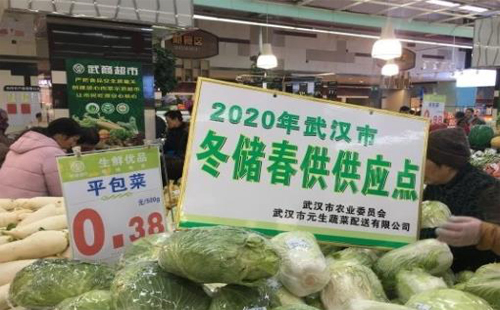 武商超市
生鲜优品
平包菜
0.38
元/500g
2020年武汉市
冬储春供供应点
武汉市农业委员会
武汉市元生蔬菜配送有限公司